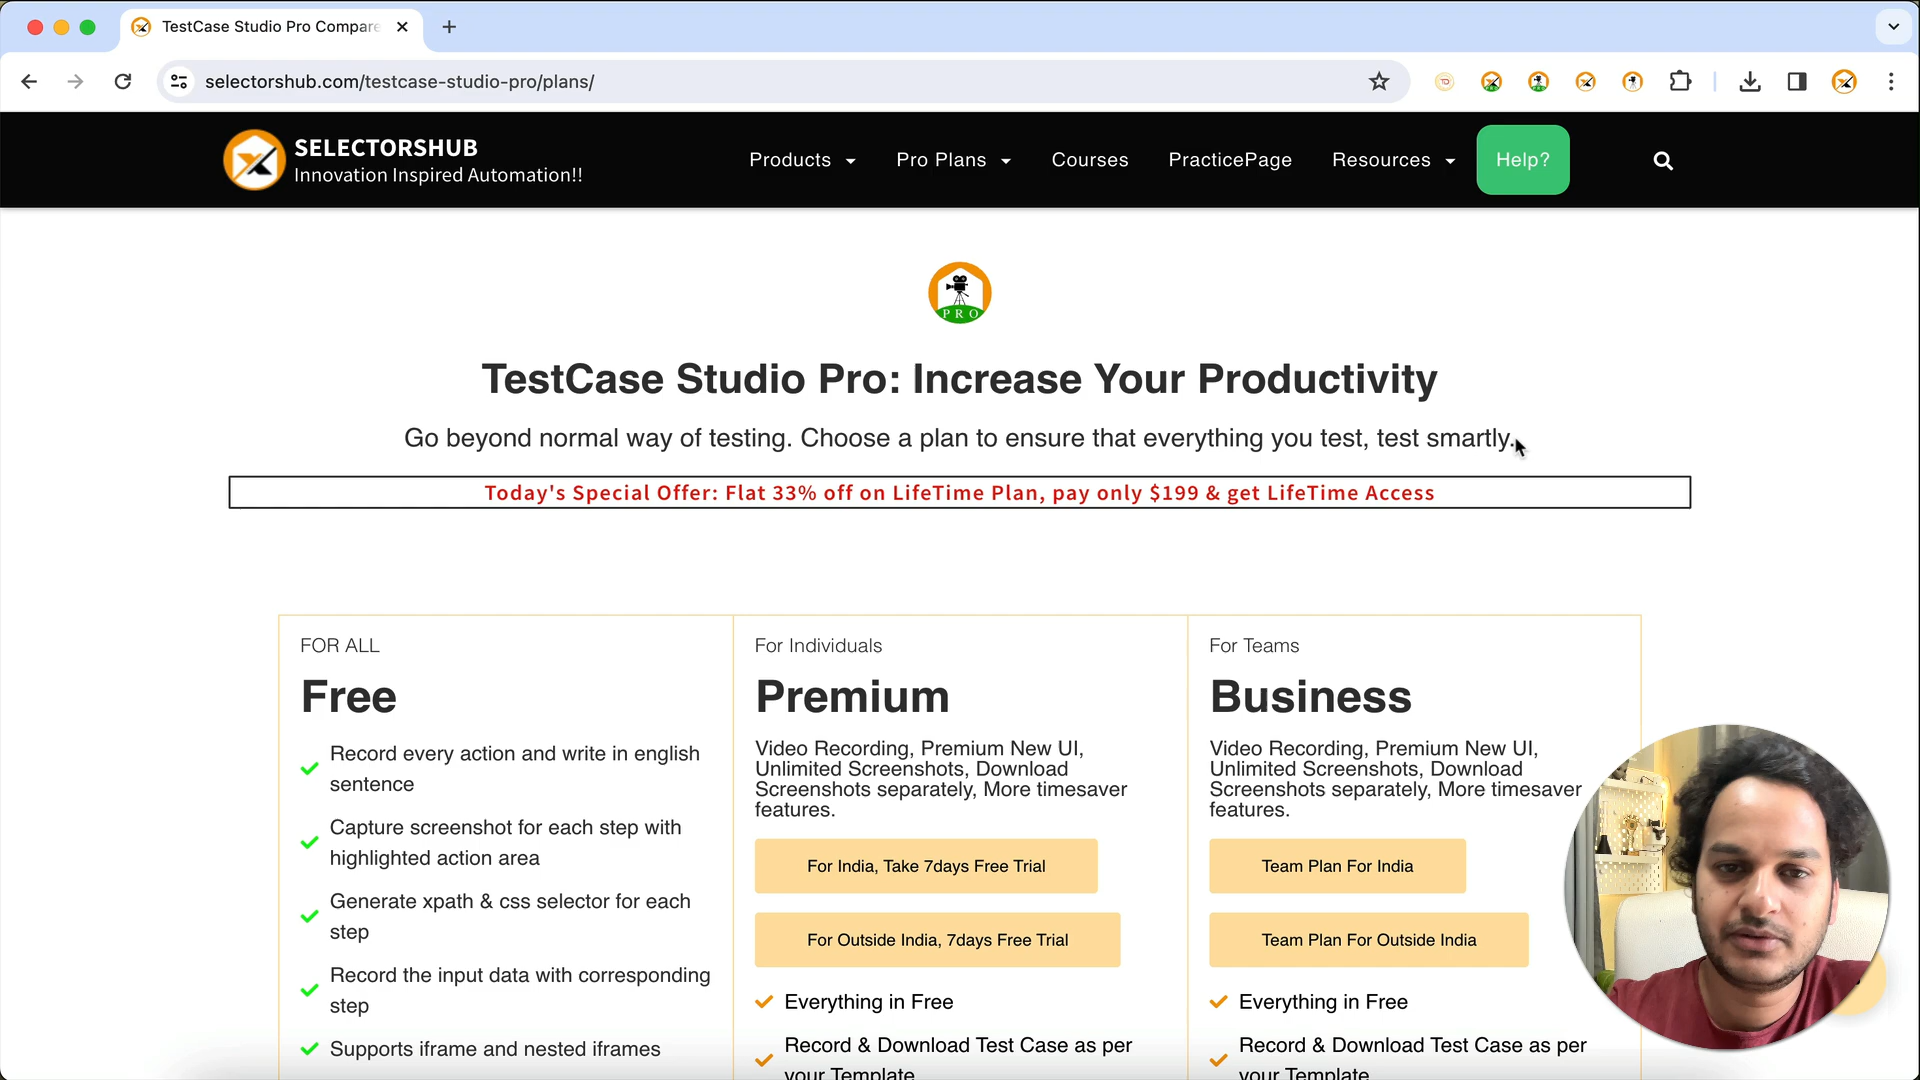 TestCase Studio Pro Compare
selectorshub.com/testcase-studio-pro/plans/
SELECTORSHUB
Innovation Inspired Automation!!
Products
Pro Plans
Courses
PracticePage
Resources
Help?
PRO
TestCase Studio Pro: Increase Your Productivity
Go beyond normal way of testing. Choose a plan to ensure that everything you test, test smartly.
Today's Special Offer: Flat 33% off on LifeTime Plan, pay only $199 & get LifeTime Access
FOR ALL
Free
Record every action and write in english
sentence
Capture screenshot for each step with
highlighted action area
Generate xpath & css selector for each
step
Record the input data with corresponding
step
Supports iframe and nested iframes
For Individuals
Premium
Video Recording, Premium New UI,
Unlimited Screenshots, Download
Screenshots separately, More timesaver
features.
For India, Take 7days Free Trial
For Outside India, 7days Free Trial
Everything in Free
Record & Download Test Case as per
your Template
For Teams
Business
Video Recording, Premium New UI,
Unlimited Screenshots, Download
Screenshots separately, More timesaver
features.
Team Plan For India
Team Plan For Outside India
Everything in Free
Record & Download Test Case as per
your Template